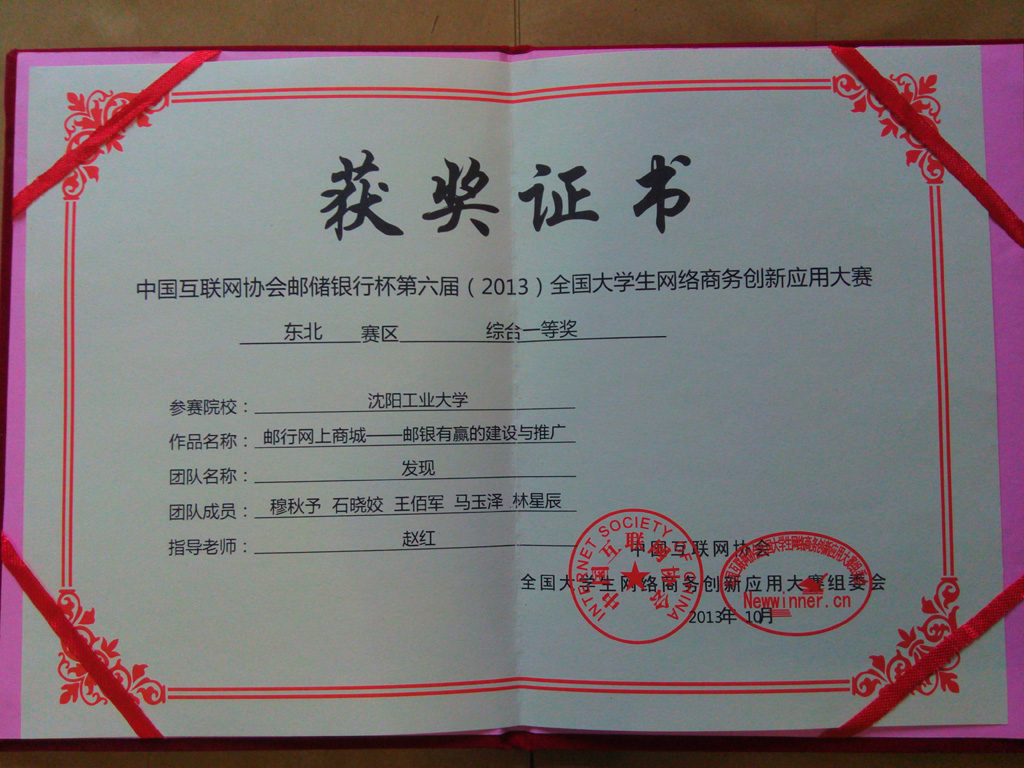 获奖证书
中国互联网协会邮储银行杯第六届（2013）全国大学生网络商务创新应用大赛
东北 赛区 综合一等奖
参赛院校： 沈阳工业大学
作品名称： 邮行网上商城——邮银有赢的建设与推广
团队名称： 发现
团队成员： 穆秋予 石晓姣 王佰军 马玉泽 林星辰
指导老师： 赵红
中国互联网协会
全国大学生网络商务创新应用大赛组委会
2013年 10月
INTERNET SOCIETY OF CHINA
中国互联网协会
Newwinner.cn